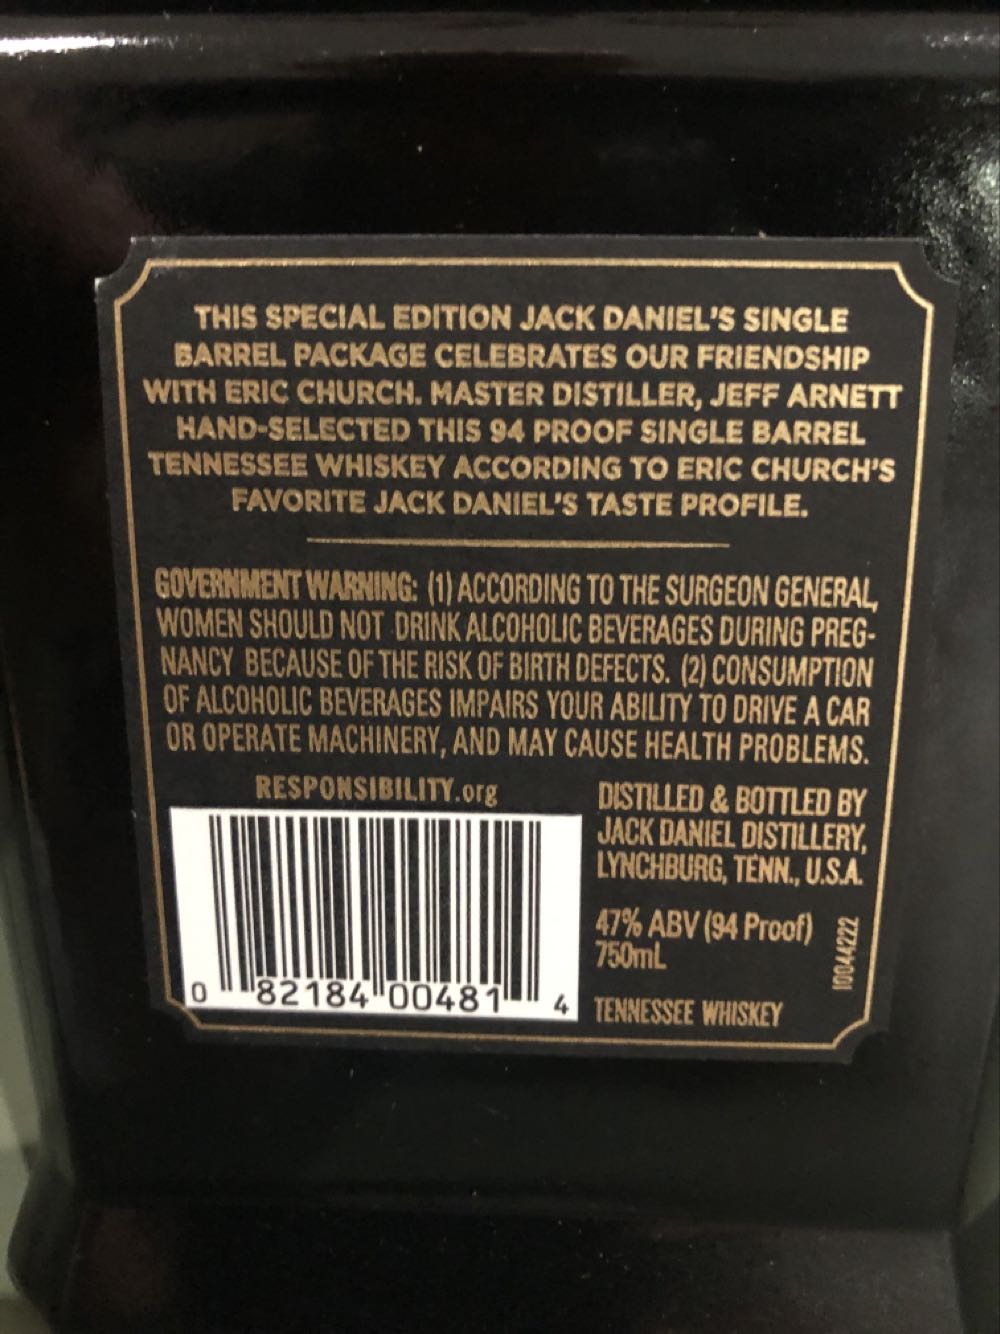 THIS SPECIAL EDITION JACK DANIEL'S SINGLE
BARREL PACKAGE CELEBRATES OUR FRIENDSHIP
WITH ERIC CHURCH. MASTER DISTILLER, JEFF ARNETT
HAND-SELECTED THIS 94 PROOF SINGLE BARREL
TENNESSEE WHISKEY ACCORDING TO ERIC CHURCH'S
FAVORITE JACK DANIEL'S TASTE PROFILE.
GOVERNMENT WARNING: (1) ACCORDING TO THE SURGEON GENERAL,
WOMEN SHOULD NOT DRINK ALCOHOLIC BEVERAGES DURING PREG-
NANCY BECAUSE OF THE RISK OF BIRTH DEFECTS. (2) CONSUMPTION
OF ALCOHOLIC BEVERAGES IMPAIRS YOUR ABILITY TO DRIVE A CAR
OR OPERATE MACHINERY, AND MAY CAUSE HEALTH PROBLEMS.
RESPONSIBILITY.org
0 82184 00481 4
DISTILLED & BOTTLED BY
JACK DANIEL DISTILLERY,
LYNCHBURG, TENN., U.S.A.
47% ABV (94 Proof)
750mL
TENNESSEE WHISKEY
10044222